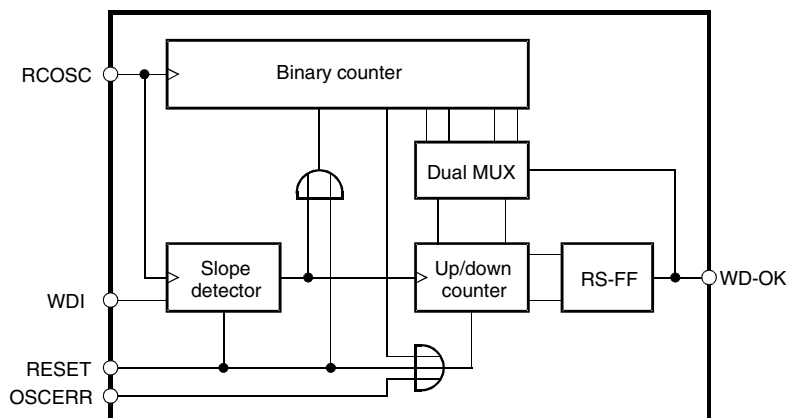 RCOSC
Binary counter
Dual MUX
Slope
detector
Up/down
counter
RS-FF
WD-OK
WDI
RESET
OSCERR